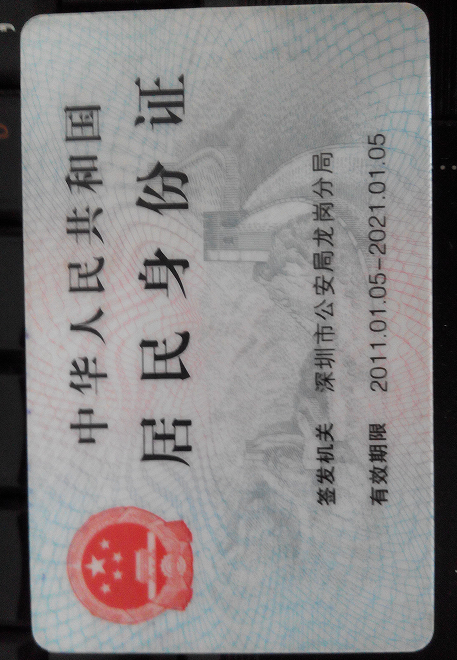 中华人民共和国
居民身份证
签发机关 深圳市公安局龙岗分局
有效期限 2011.01.05-2021.01.05